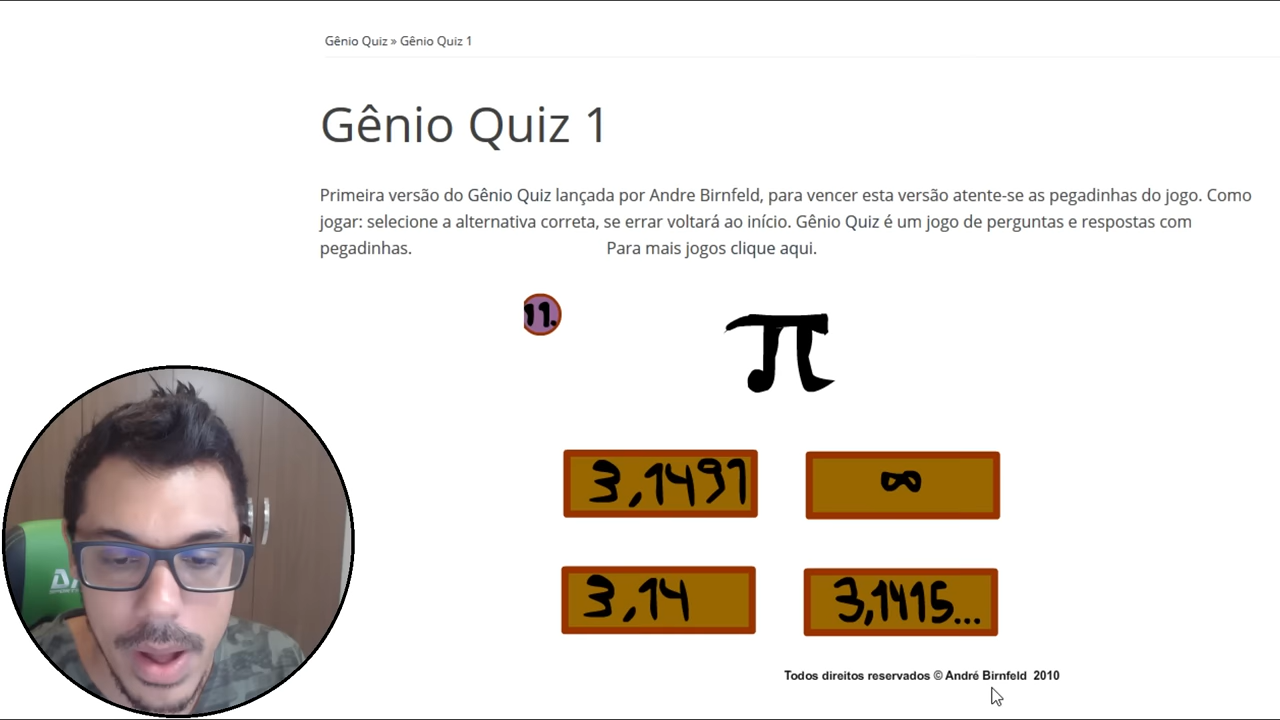 Gênio Quiz » Gênio Quiz 1
Gênio Quiz 1
Primeira versão do Gênio Quiz lançada por Andre Birnfeld, para vencer esta versão atente-se as pegadinhas do jogo. Como
jogar: selecione a alternativa correta, se errar voltará ao início. Gênio Quiz é um jogo de perguntas e respostas com
pegadinhas. Para mais jogos clique aqui.
11.
π
3,1491 ∞
3,14 3,1415...
Todos direitos reservados © André Birnfeld 2010